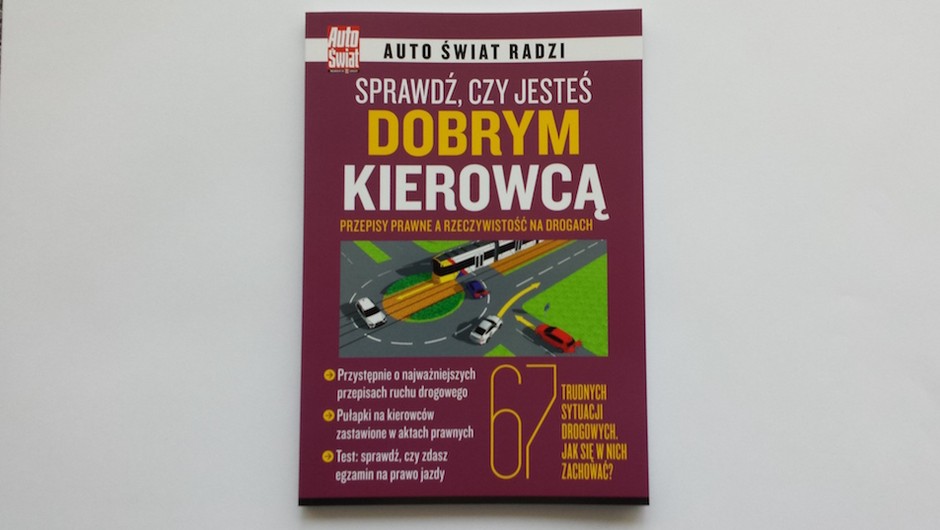 Auto
Świat
AUTO ŚWIAT RADZI
SPRAWDŹ, CZY JESTEŚ
DOBRYM
KIEROWCĄ
PRZEPISY PRAWNE A RZECZYWISTOŚĆ NA DROGACH
Przystępnie o najważniejszych
przepisach ruchu drogowego
Pułapki na kierowców
zastawione w aktach prawnych
Test: sprawdź, czy zdasz
egzamin na prawo jazdy
67
TRUDNYCH
SYTUACJI
DROGOWYCH.
JAK SIĘ W NICH
ZACHOWAĆ?